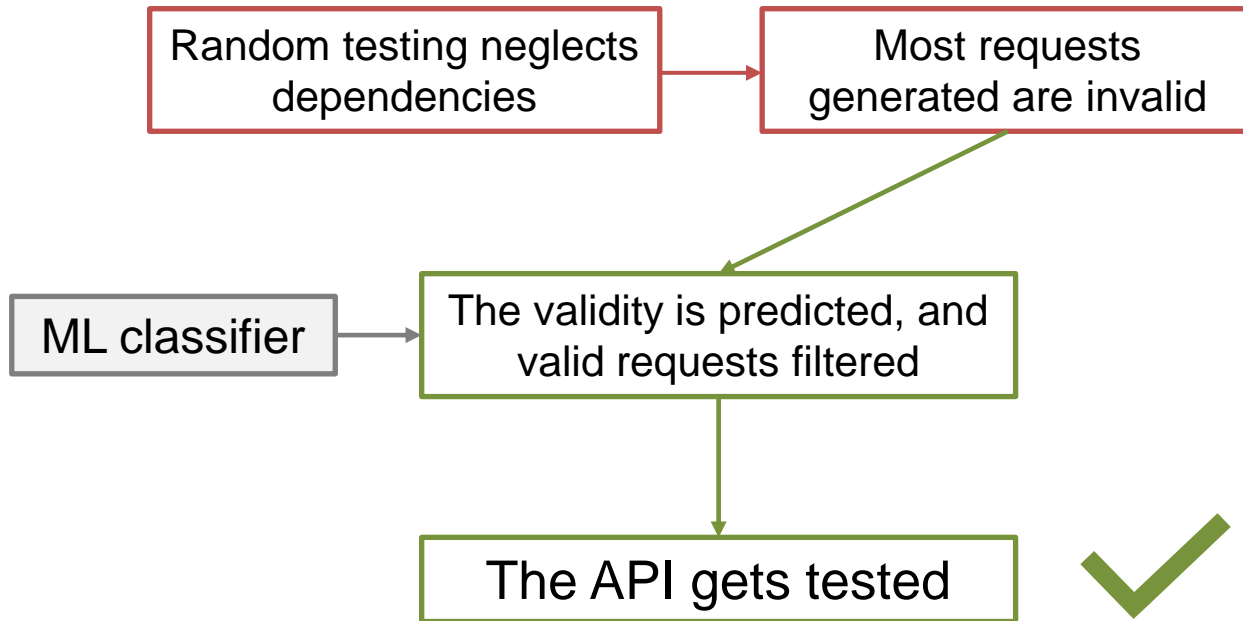 Random testing neglects
dependencies
Most requests
generated are invalid
ML classifier
The validity is predicted, and
valid requests filtered
The API gets tested